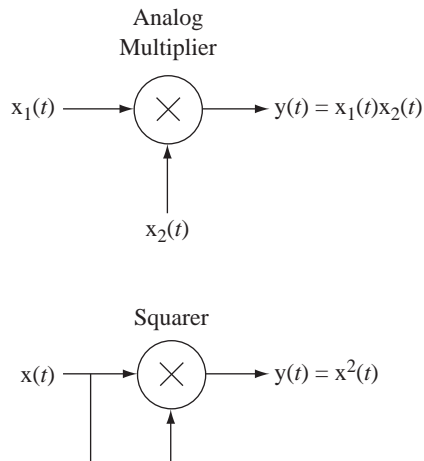 Analog
Multiplier
x₁(t) y(t) = x₁(t)x₂(t)
x₂(t)
Squarer
x(t) y(t) = x²(t)